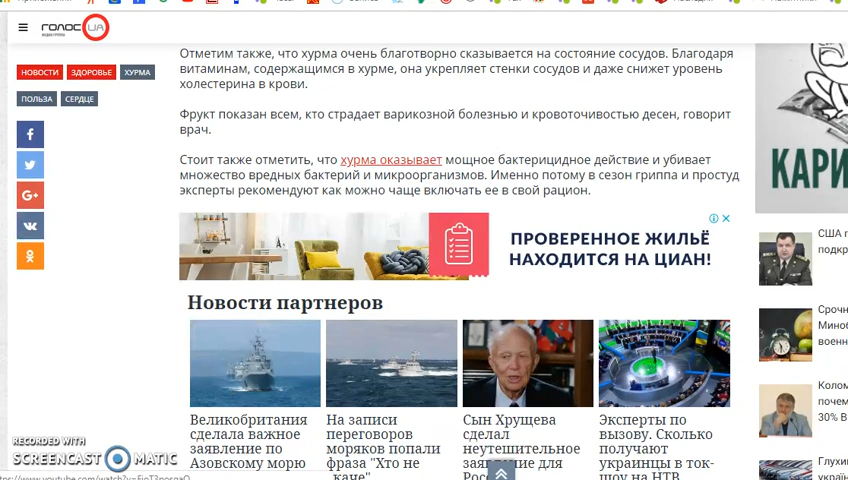 ГОЛОС UA
НОВОСТИ
ЗДОРОВЬЕ
ХУРМА
ПОЛЬЗА
СЕРДЦЕ
Отметим также, что хурма очень благотворно сказывается на состояние сосудов. Благодаря
витаминам, содержащимся в хурме, она укрепляет стенки сосудов и даже снижет уровень
холестерина в крови.
Фрукт показан всем, кто страдает варикозной болезнью и кровоточивостью десен, говорит
врач.
Стоит также отметить, что хурма оказывает мощное бактерицидное действие и убивает
множество вредных бактерий и микроорганизмов. Именно потому в сезон гриппа и простуд
эксперты рекомендуют как можно чаще включать ее в свой рацион.
ПРОВЕРЕННОЕ ЖИЛЬЁ
НАХОДИТСЯ НА ЦИАН!
Новости партнеров
Великобритания
сделала важное
заявление по
Азовскому морю
На записи
переговоров
моряков попали
фраза "Хто не
каче"
Сын Хрущева
сделал
неутешительное
заявление для
Эксперты по
вызову. Сколько
получают
украинцы в ток-
шоу на НТВ
КАРИ
США
подк
Срочн
Миноб
военн
Колом
почем
30% В
Глухи
украи
RECORDED WITH
SCREENCAST MATIC